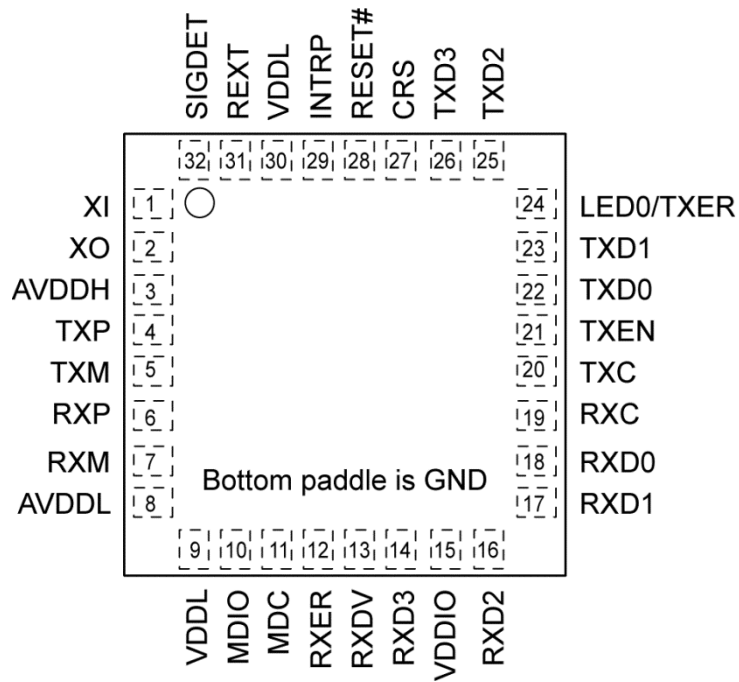 SIGDET
REXT
VDDL
INTRP
RESET#
CRS
TXD3
TXD2
32 31 30 29 28 27 26 25
XI 1 24 LED0/TXER
XO 2 23 TXD1
AVDDH 3 22 TXD0
TXP 4 21 TXEN
TXM 5 20 TXC
RXP 6 19 RXC
RXM 7 18 RXD0
Bottom paddle is GND
AVDDL 8 17 RXD1
9 10 11 12 13 14 15 16
VDDL
MDIO
MDC
RXER
RXDV
RXD3
VDDIO
RXD2